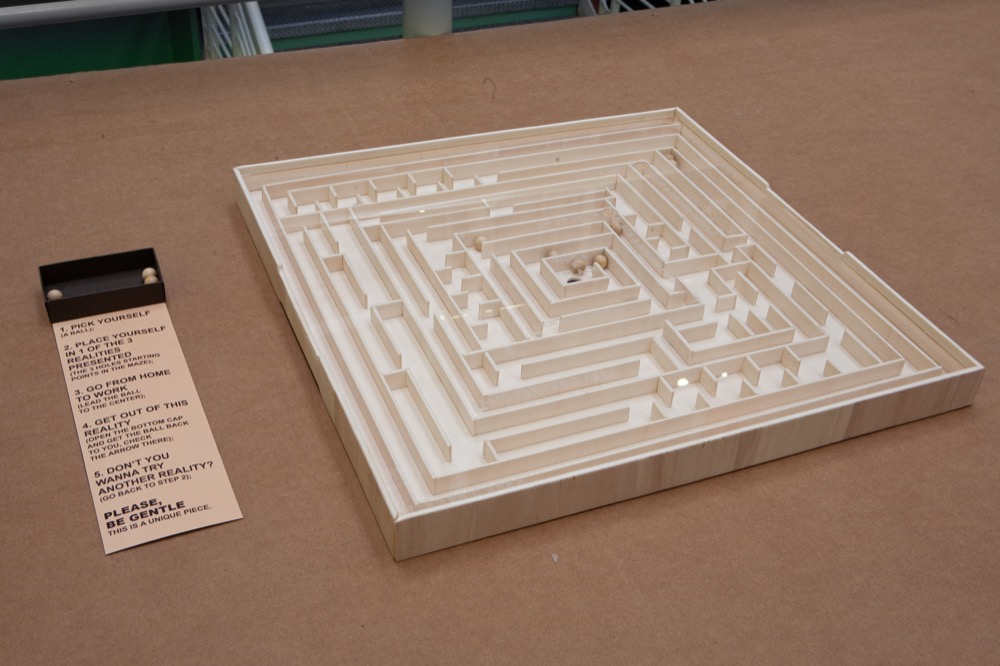 1. PICK YOURSELF
(A BALL);
2. PLACE YOURSELF
IN 1 OF THE 3
REALITIES
PRESENTED
(THE 3 HOLES STARTING
POINTS IN THE MAZE);
3. GO FROM HOME
TO WORK
(LEAD THE BALL
TO THE CENTER);
4. GET OUT OF THIS
REALITY
(OPEN THE BOTTOM CAP
AND GET THE BALL BACK
TO YOU, CHECK
THE ARROW THERE);
5. DON'T YOU
WANNA TRY
ANOTHER REALITY?
(GO BACK TO STEP 2);
PLEASE,
BE GENTLE
THIS IS A UNIQUE PIECE.